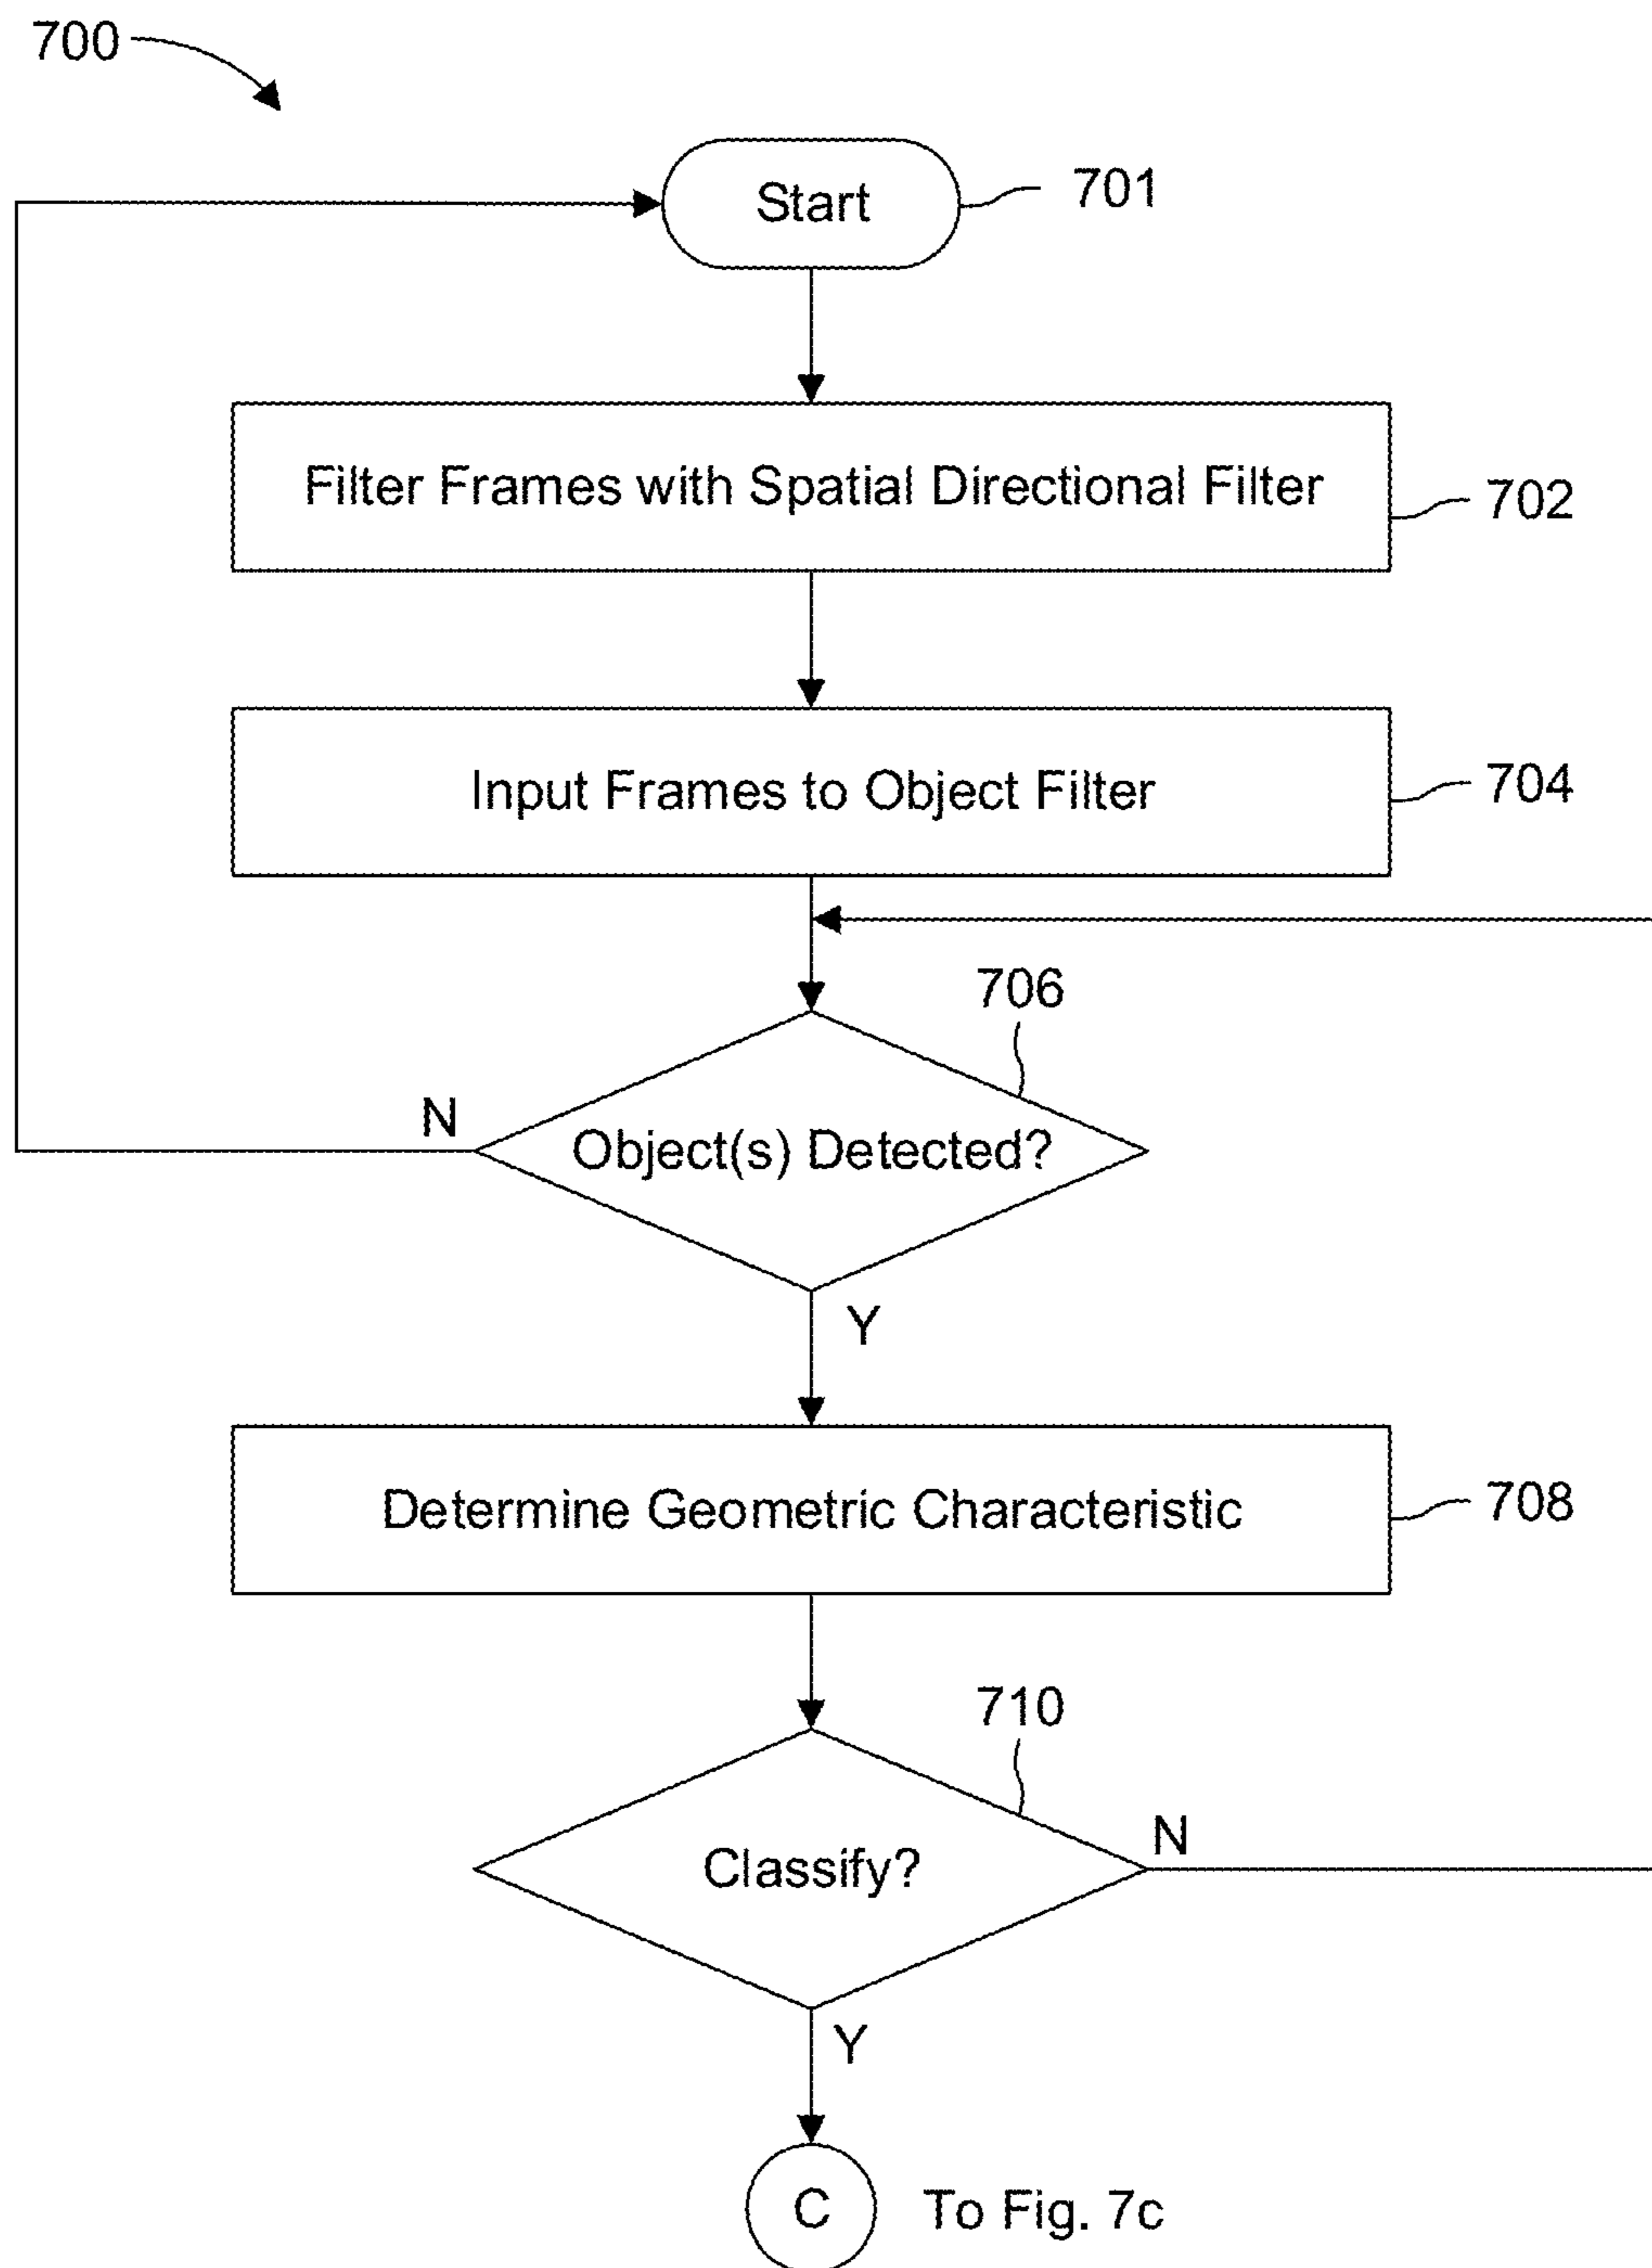 700
Start
701
Filter Frames with Spatial Directional Filter
702
Input Frames to Object Filter
704
706
N
Object(s) Detected?
Y
Determine Geometric Characteristic
708
710
N
Classify?
Y
C
To Fig. 7c